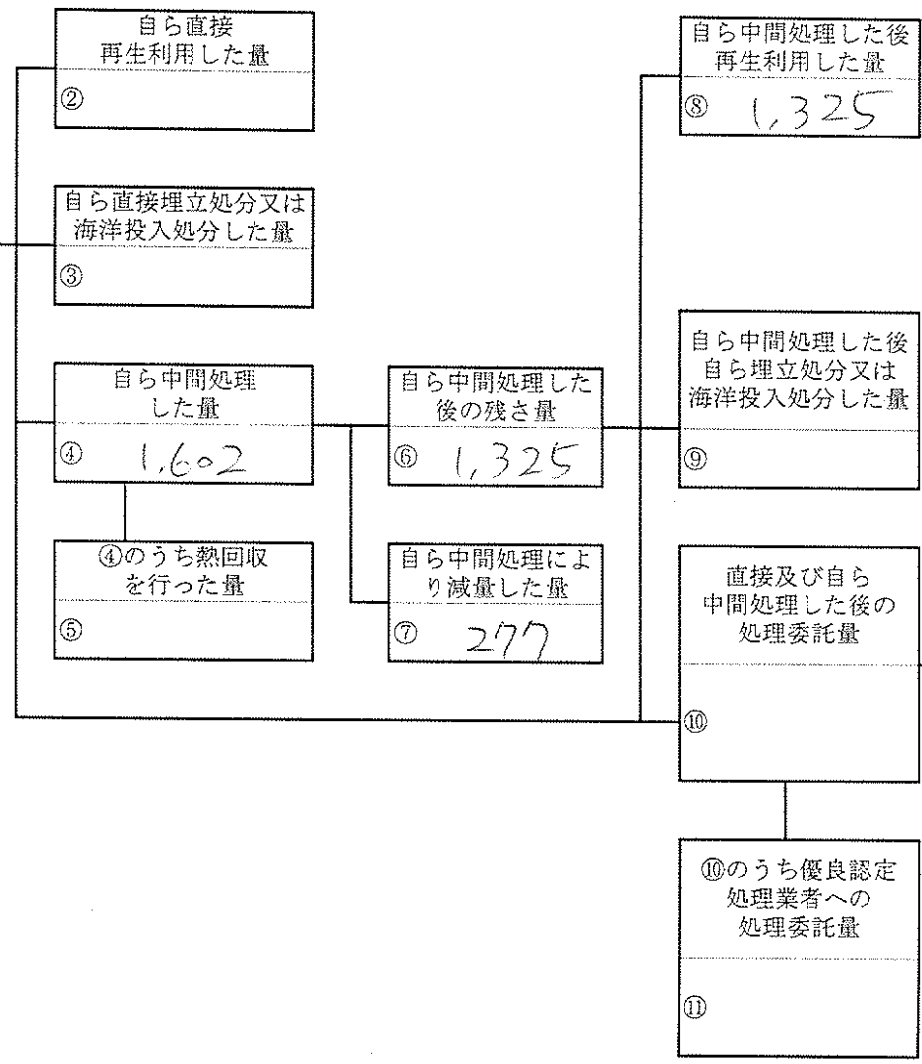 自ら直接
再生利用した量
②
自ら直接埋立処分又は
海洋投入処分した量
③
自ら中間処理
した量
④ 1,602
④のうち熱回収
を行った量
⑤
自ら中間処理した
後の残さ量
⑥ 1,325
自ら中間処理によ
り減量した量
⑦ 277
自ら中間処理した後
再生利用した量
⑧ 1,325
自ら中間処理した後
自ら埋立処分又は
海洋投入処分した量
⑨
直接及び自ら
中間処理した後の
処理委託量
⑩
⑩のうち優良認定
処理業者への
処理委託量
⑪